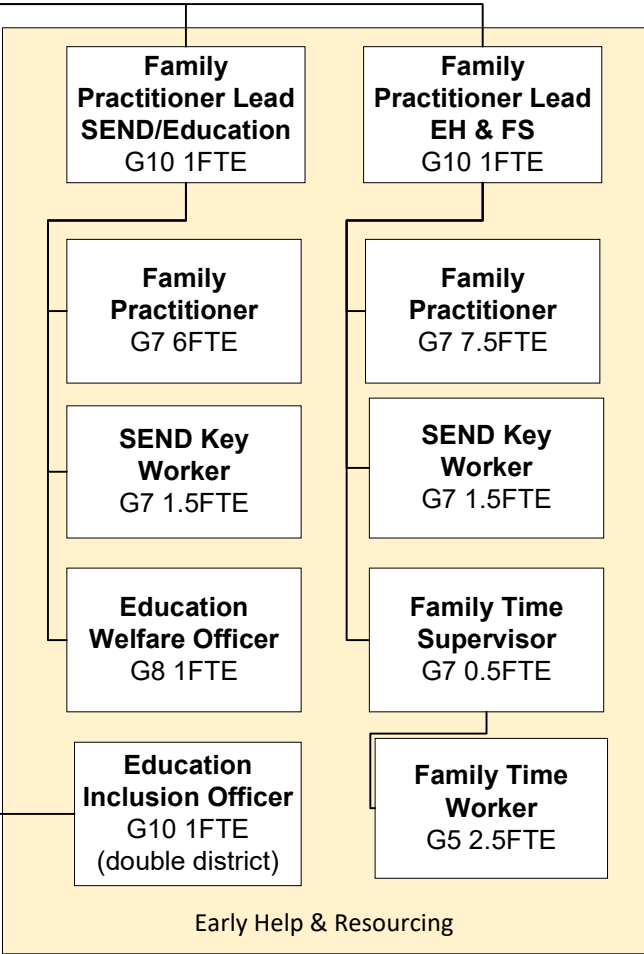 Family
Practitioner Lead
SEND/Education
G10 1FTE
Family
Practitioner Lead
EH & FS
G10 1FTE
Family
Practitioner
G7 6FTE
Family
Practitioner
G7 7.5FTE
SEND Key
Worker
G7 1.5FTE
SEND Key
Worker
G7 1.5FTE
Education
Welfare Officer
G8 1FTE
Family Time
Supervisor
G7 0.5FTE
Education
Inclusion Officer
G10 1FTE
(double district)
Family Time
Worker
G5 2.5FTE
Early Help & Resourcing